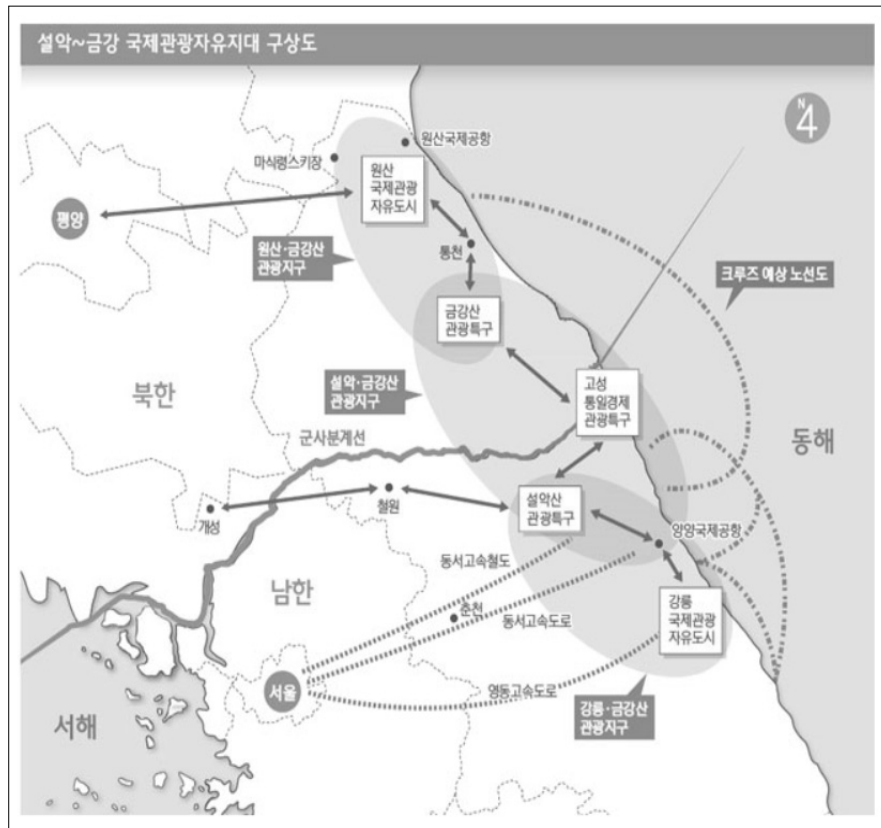 설악~금강 국제관광자유지대 구상도
N
4
원산국제공항
마식령스키장
원산
국제관광
자유도시
평양
통천
원산·금강산
관광지구
크루즈 예상 노선도
금강산
관광특구
설악·금강산
관광지구
고성
통일경제
관광특구
북한
동해
군사분계선
설악산
관광특구
철원
개성
양양국제공항
동서고속철도
남한
강릉
국제관광
자유도시
춘천
동서고속도로
서울
영동고속도로
강릉·금강산
관광지구
서해